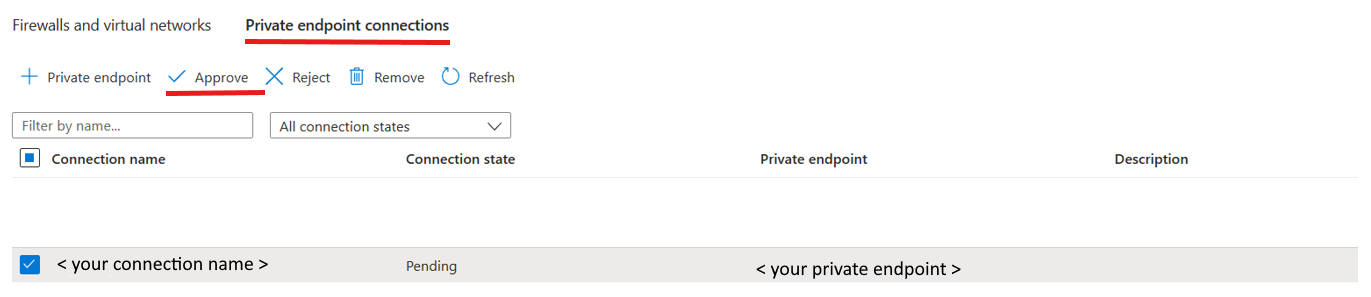 Firewalls and virtual networks Private endpoint connections
Private endpoint Approve Reject Remove Refresh
Filter by name... All connection states
Connection name Connection state Private endpoint Description
< your connection name > Pending < your private endpoint >